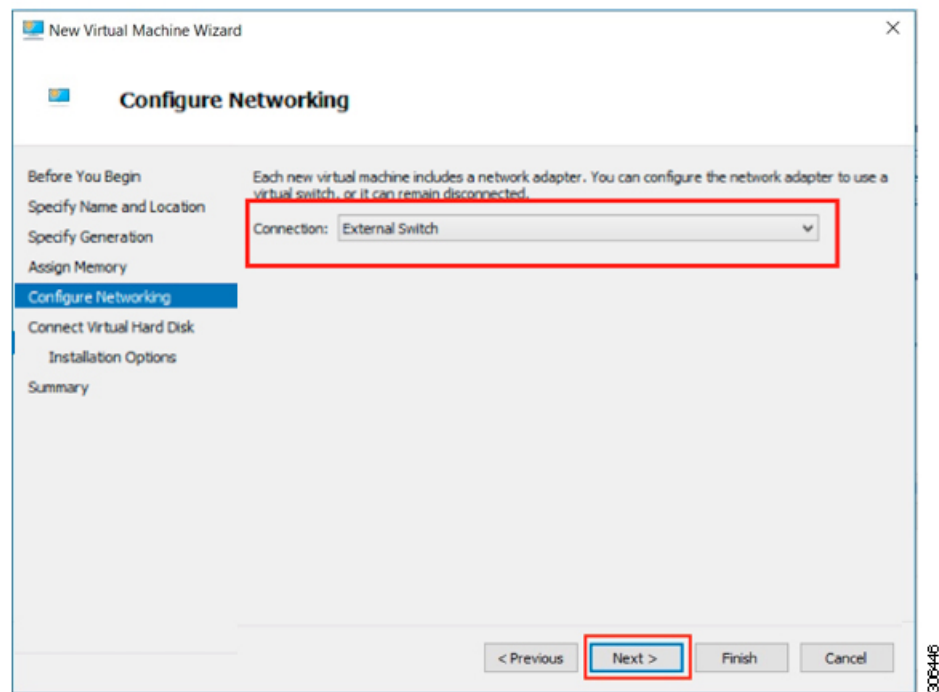 New Virtual Machine Wizard
Configure Networking
Before You Begin
Specify Name and Location
Specify Generation
Assign Memory
Configure Networking
Connect Virtual Hard Disk
Installation Options
Summary
Each new virtual machine includes a network adapter. You can configure the network adapter to use a
virtual switch, or it can remain disconnected.
Connection: External Switch
< Previous
Next >
Finish
Cancel
306446